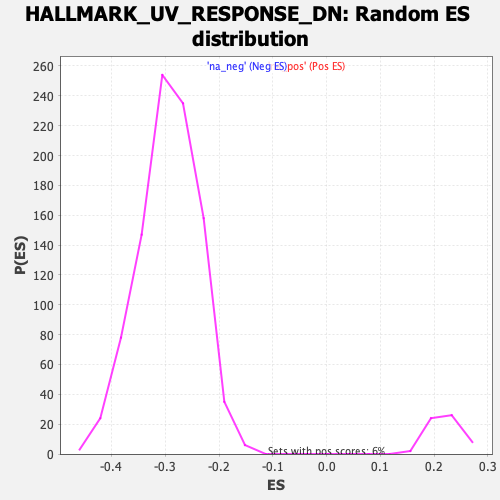 HALLMARK_UV_RESPONSE_DN: Random ES
distribution
'na_neg' (Neg ES)pos' (Pos ES)
P(ES)
260
240
220
200
180
160
140
120
100
80
60
40
20
0
Sets with pos scores: 6%
-0.4 -0.3 -0.2 -0.1 0.0 0.1 0.2 0.3
ES